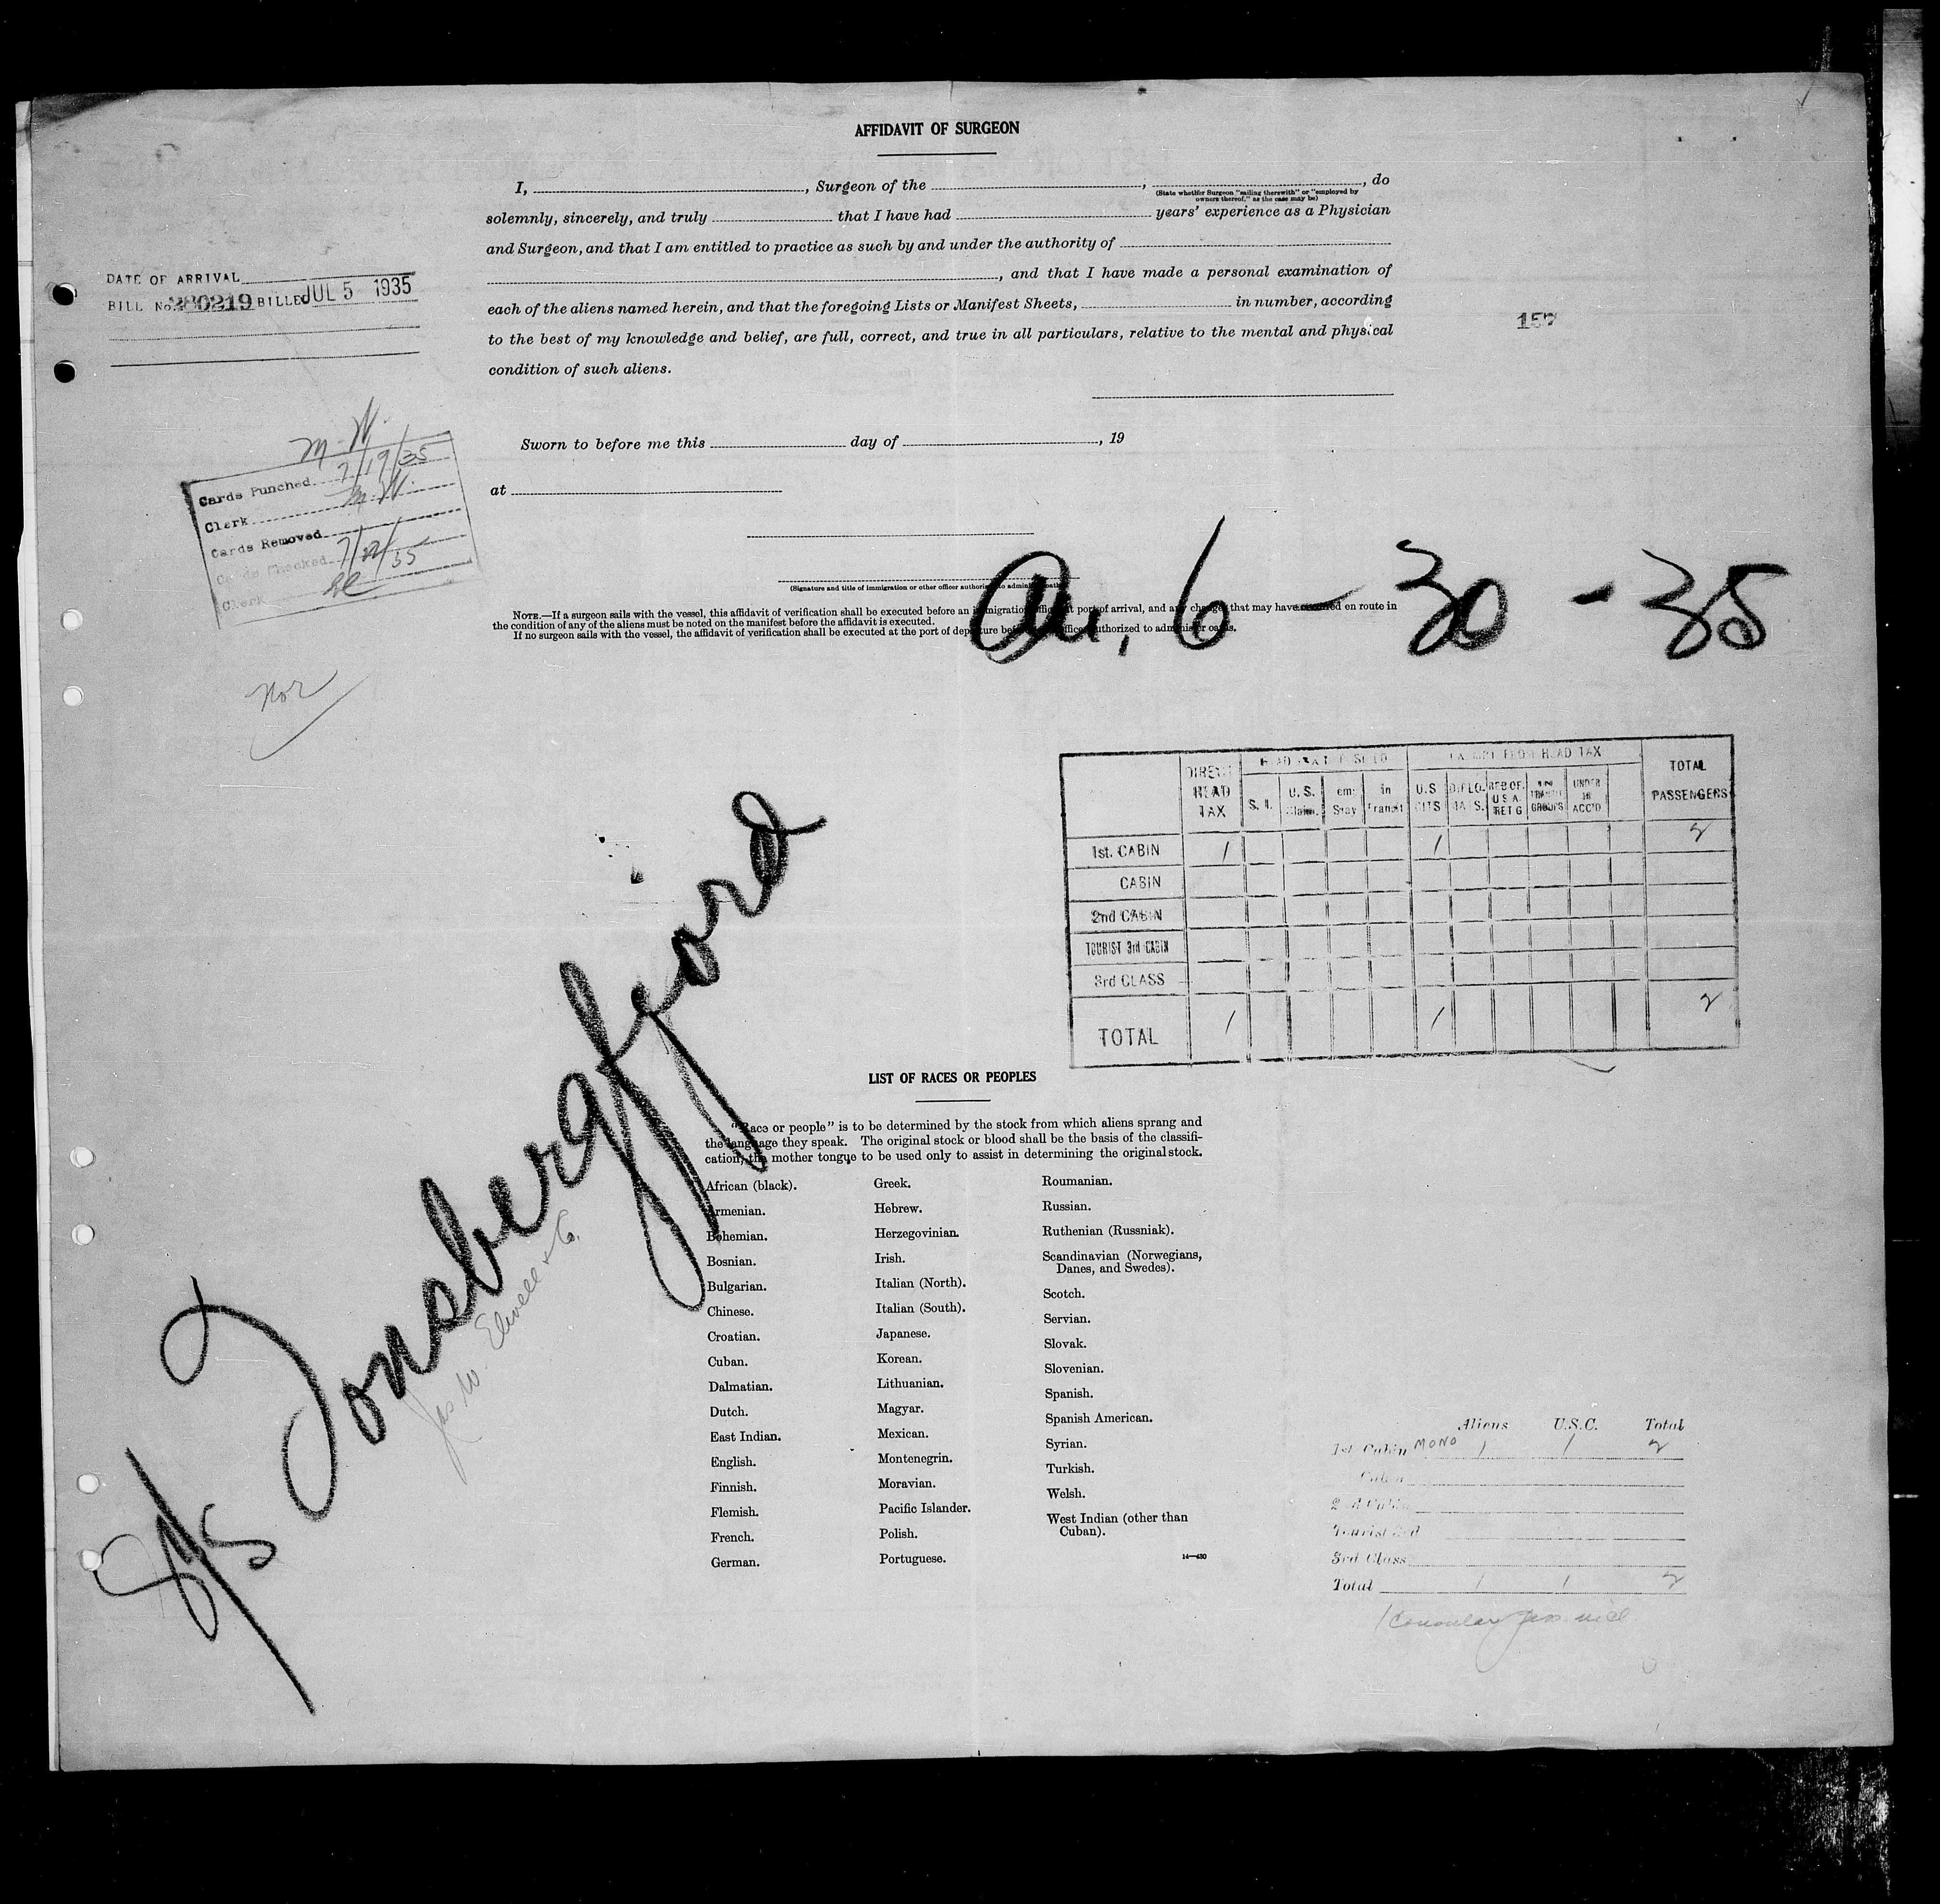 AFFIDAVIT OF SURGEON
I, , Surgeon of the , , do
(State whether Surgeon "sailing therewith" or "employed by
owners thereof," as the case may be)
solemnly, sincerely, and truly that I have had years' experience as a Physician
and Surgeon, and that I am entitled to practice as such by and under the authority of
, and that I have made a personal examination of
each of the aliens named herein, and that the foregoing Lists or Manifest Sheets, in number, according
to the best of my knowledge and belief, are full, correct, and true in all particulars, relative to the mental and physical
condition of such aliens.
DATE OF ARRIVAL
BILL No. 280219 BILLED JUL 5 1935
157
Sworn to before me this day of , 19
at
M. W.
Cards Punched 7/19/35
Clerk M. W.
Cards Removed
Cards Checked 7/22/35
Clerk
(Signature and title of immigration or other officer authorized to administer oaths)
NOTE.—If a surgeon sails with the vessel, this affidavit of verification shall be executed before an immigration officer at port of arrival, and any changes that may have occurred en route in
the condition of any of the aliens must be noted on the manifest before the affidavit is executed.
If no surgeon sails with the vessel, the affidavit of verification shall be executed at the port of departure before an officer authorized to administer oaths.
Arr. 6-30-35
Nor
DIRECT HEAD TAX
EXEMPT FROM HEAD TAX
TOTAL PASSENGERS
S. I. U.S. Claim. in Transit U.S. CITS DIPLOMATS. RES OF. U S A. RET G UNDER 16 ACC'D
1st. CABIN 1 1 2
CABIN
2nd CABIN
TOURIST 3rd CABIN
3rd CLASS
TOTAL 1 1 2
S/S Tonsbergfjord
Jas W. Elwell & Co.
LIST OF RACES OR PEOPLES
"Race or people" is to be determined by the stock from which aliens sprang and
the language they speak. The original stock or blood shall be the basis of the classifi-
cation, the mother tongue to be used only to assist in determining the original stock.
African (black).
Armenian.
Bohemian.
Bosnian.
Bulgarian.
Chinese.
Croatian.
Cuban.
Dalmatian.
Dutch.
East Indian.
English.
Finnish.
Flemish.
French.
German.
Greek.
Hebrew.
Herzegovinian.
Irish.
Italian (North).
Italian (South).
Japanese.
Korean.
Lithuanian.
Magyar.
Mexican.
Montenegrin.
Moravian.
Pacific Islander.
Polish.
Portuguese.
Roumanian.
Russian.
Ruthenian (Russniak).
Scandinavian (Norwegians,
Danes, and Swedes).
Scotch.
Servian.
Slovak.
Slovenian.
Spanish.
Spanish American.
Syrian.
Turkish.
Welsh.
West Indian (other than
Cuban).
14—430
Aliens U.S.C. Total
1st Cabin MONO 1 1 2
Cabin
2nd Cabin
Tourist 3rd
3rd Class
Total 1 1 2
1 Consular